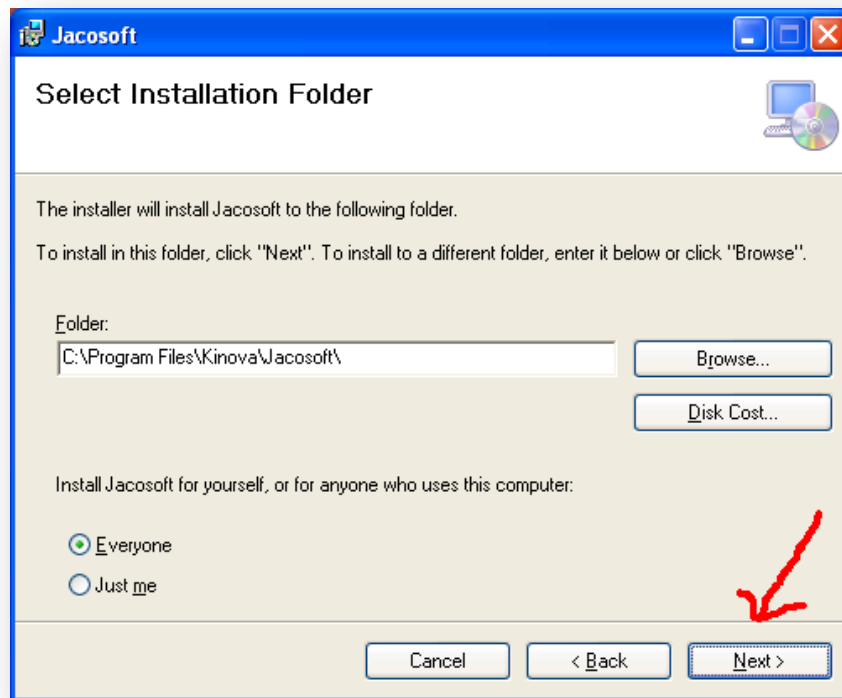 Jacosoft
Select Installation Folder
The installer will install Jacosoft to the following folder.
To install in this folder, click "Next". To install to a different folder, enter it below or click "Browse".
Folder:
C:\Program Files\Kinova\Jacosoft\
Browse...
Disk Cost...
Install Jacosoft for yourself, or for anyone who uses this computer:
Everyone
Just me
Cancel
< Back
Next >